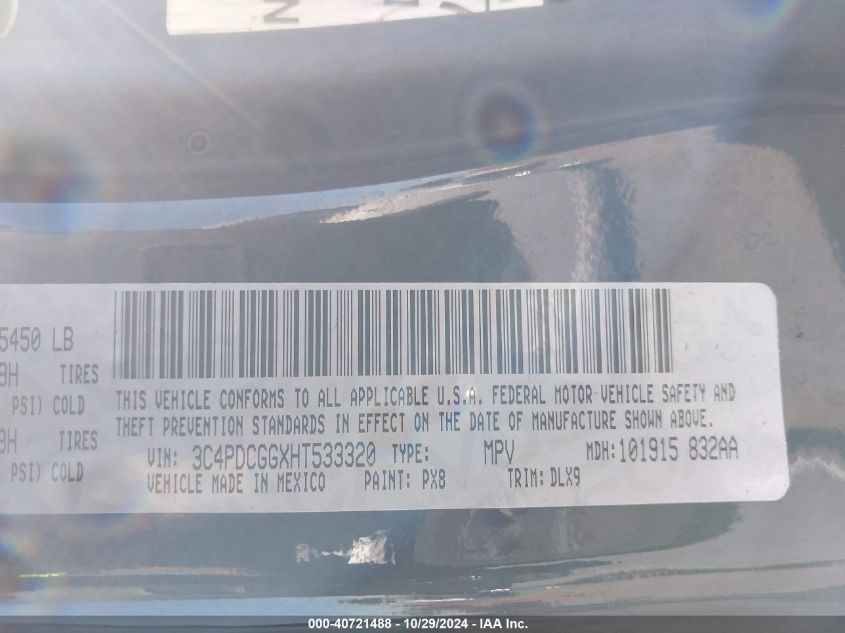 5450 LB
9H TIRES
PSI) COLD
9H TIRES
PSI) COLD
THIS VEHICLE CONFORMS TO ALL APPLICABLE U.S.A. FEDERAL MOTOR VEHICLE SAFETY AND
THEFT PREVENTION STANDARDS IN EFFECT ON THE DATE OF MANUFACTURE SHOWN ABOVE.
VIN: 3C4PDCGGXHT533320 TYPE: MPV MDH:101915 832AA
VEHICLE MADE IN MEXICO PAINT: PX8 TRIM: DLX9
000-40721488 - 10/29/2024 - IAA Inc.